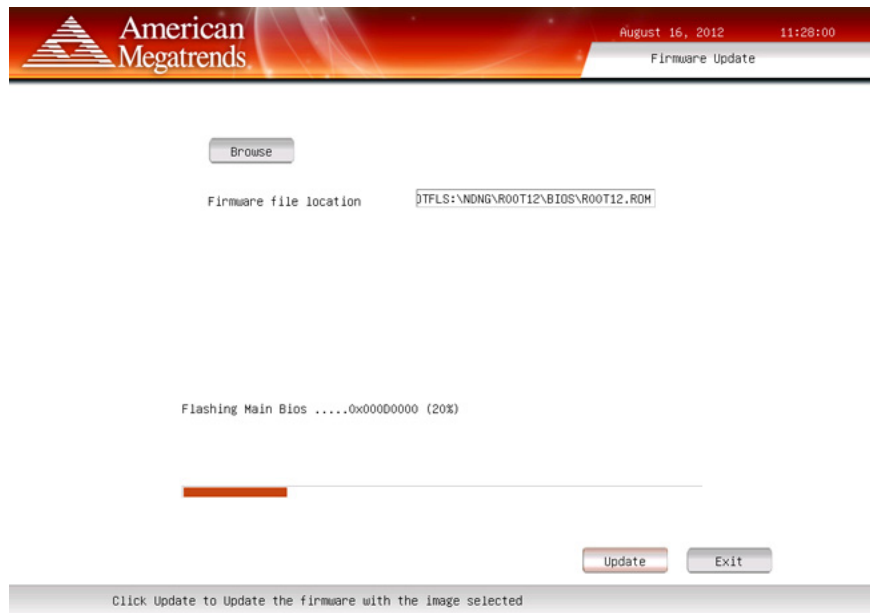 American
Megatrends
August 16, 2012 11:28:00
Firmware Update
Browse
Firmware file location
OTFLS:\NDNG\ROOT12\BIOS\ROOT12.ROM
Flashing Main Bios .....0x000D0000 (20%)
Update
Exit
Click Update to Update the firmware with the image selected